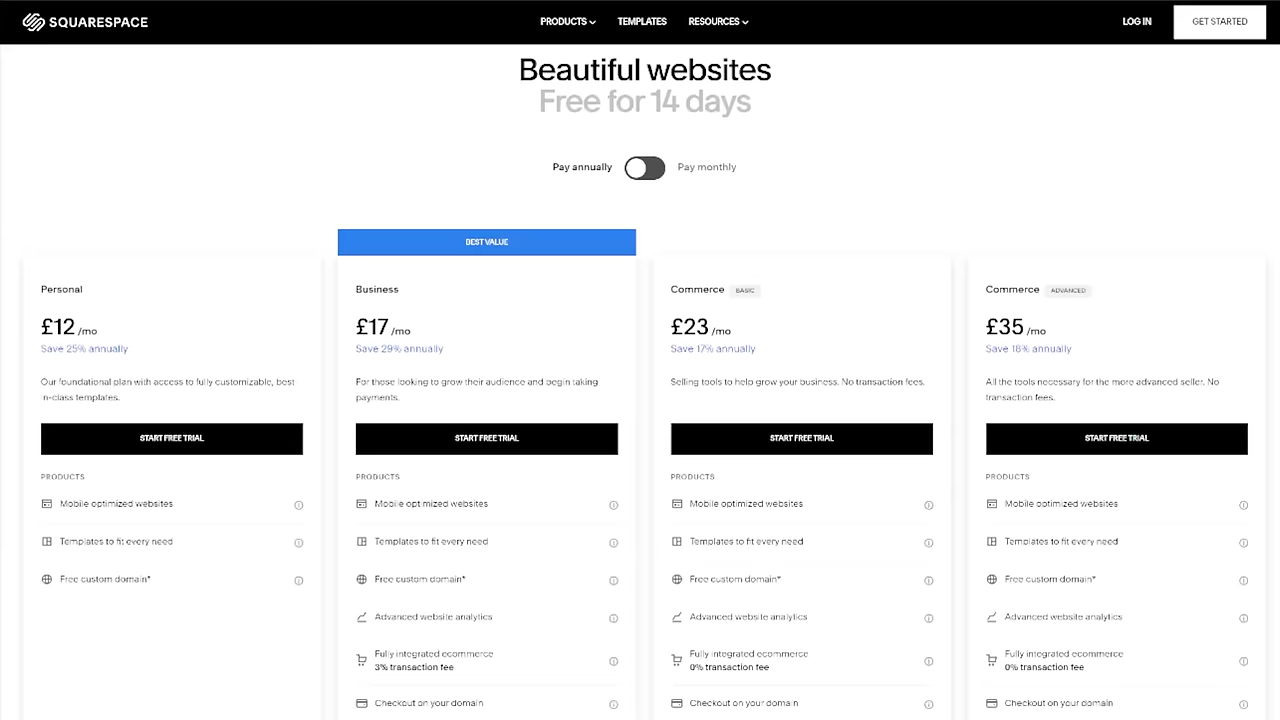 SQUARESPACE
PRODUCTS
TEMPLATES
RESOURCES
LOG IN
GET STARTED
Beautiful websites
Free for 14 days
Pay annually
Pay monthly
BEST VALUE
Personal
£12 /mo
Save 25% annually
Our foundational plan with access to fully customizable, best
in-class templates.
START FREE TRIAL
PRODUCTS
Mobile optimized websites
Templates to fit every need
Free custom domain*
Business
£17 /mo
Save 29% annually
For those looking to grow their audience and begin taking
payments.
START FREE TRIAL
PRODUCTS
Mobile optimized websites
Templates to fit every need
Free custom domain*
Advanced website analytics
Fully integrated ecommerce
3% transaction fee
Checkout on your domain
Commerce BASIC
£23 /mo
Save 17% annually
Selling tools to help grow your business. No transaction fees.
START FREE TRIAL
PRODUCTS
Mobile optimized websites
Templates to fit every need
Free custom domain*
Advanced website analytics
Fully integrated ecommerce
0% transaction fee
Checkout on your domain
Commerce ADVANCED
£35 /mo
Save 18% annually
All the tools necessary for the more advanced seller. No
transaction fees.
START FREE TRIAL
PRODUCTS
Mobile optimized websites
Templates to fit every need
Free custom domain*
Advanced website analytics
Fully integrated ecommerce
0% transaction fee
Checkout on your domain